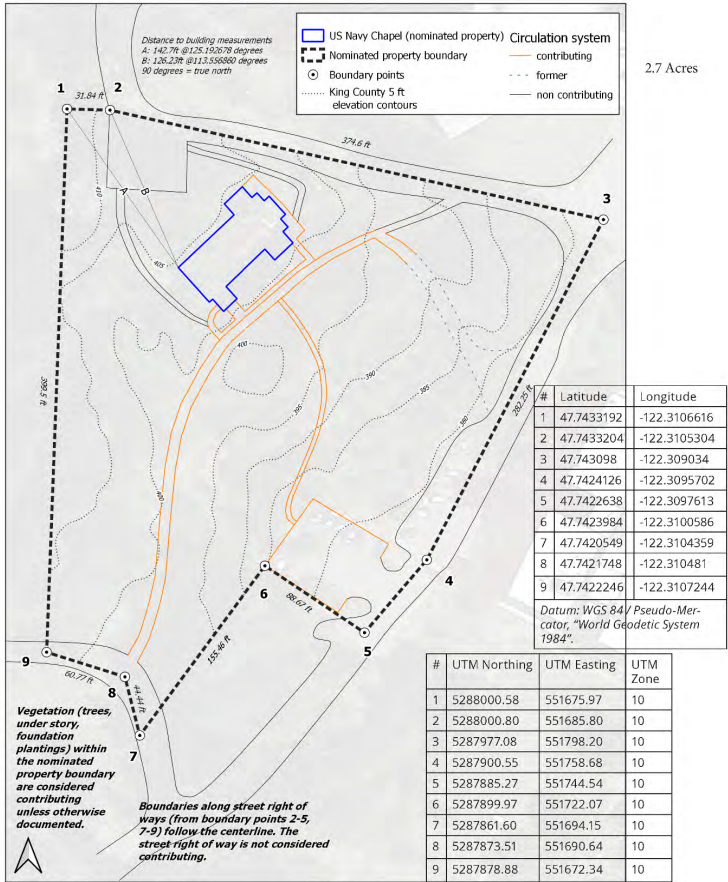 Distance to building measurements
A: 142.7ft @125.192678 degrees
B: 126.23ft @113.556860 degrees
90 degrees = true north
US Navy Chapel (nominated property)
Nominated property boundary
Boundary points
King County 5 ft
elevation contours
Circulation system
contributing
former
non contributing
2.7 Acres
1
31.84 ft
2
374.6 ft
3
A
B
410
405
400
395
390
385
380
400
399.5 ft
282.25 ft
4
5
6
88.67 ft
155.46 ft
9
60.77 ft
8
44.44 ft
7
# Latitude Longitude
1 47.7433192 -122.3106616
2 47.7433204 -122.3105304
3 47.743098 -122.309034
4 47.7424126 -122.3095702
5 47.7422638 -122.3097613
6 47.7423984 -122.3100586
7 47.7420549 -122.3104359
8 47.7421748 -122.310481
9 47.7422246 -122.3107244
Datum: WGS 84 / Pseudo-Mer-
cator, "World Geodetic System
1984".
# UTM Northing UTM Easting UTM
Zone
1 5288000.58 551675.97 10
2 5288000.80 551685.80 10
3 5287977.08 551798.20 10
4 5287900.55 551758.68 10
5 5287885.27 551744.54 10
6 5287899.97 551722.07 10
7 5287861.60 551694.15 10
8 5287873.51 551690.64 10
9 5287878.88 551672.34 10
Vegetation (trees,
under story,
foundation
plantings) within
the nominated
property boundary
are considered
contributing
unless otherwise
documented.
Boundaries along street right of
ways (from boundary points 2-5,
7-9) follow the centerline. The
street right of way is not considered
contributing.